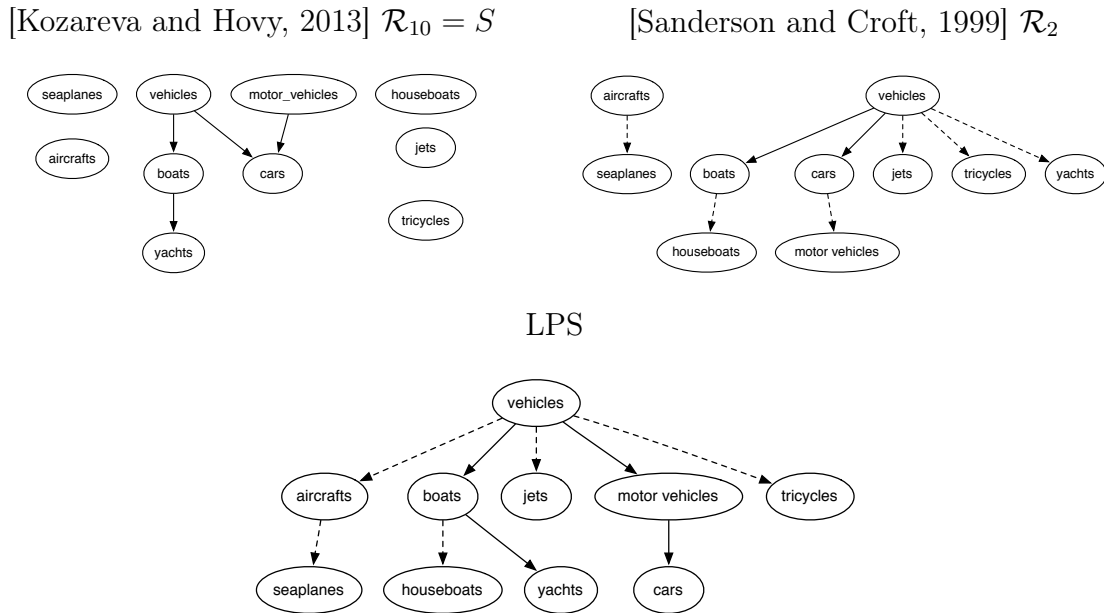 [Kozareva and Hovy, 2013] R10 = S
[Sanderson and Croft, 1999] R2
seaplanes
vehicles
motor_vehicles
houseboats
aircrafts
boats
cars
jets
yachts
tricycles
aircrafts
vehicles
seaplanes
boats
cars
jets
tricycles
yachts
houseboats
motor vehicles
LPS
vehicles
aircrafts
boats
jets
motor vehicles
tricycles
seaplanes
houseboats
yachts
cars